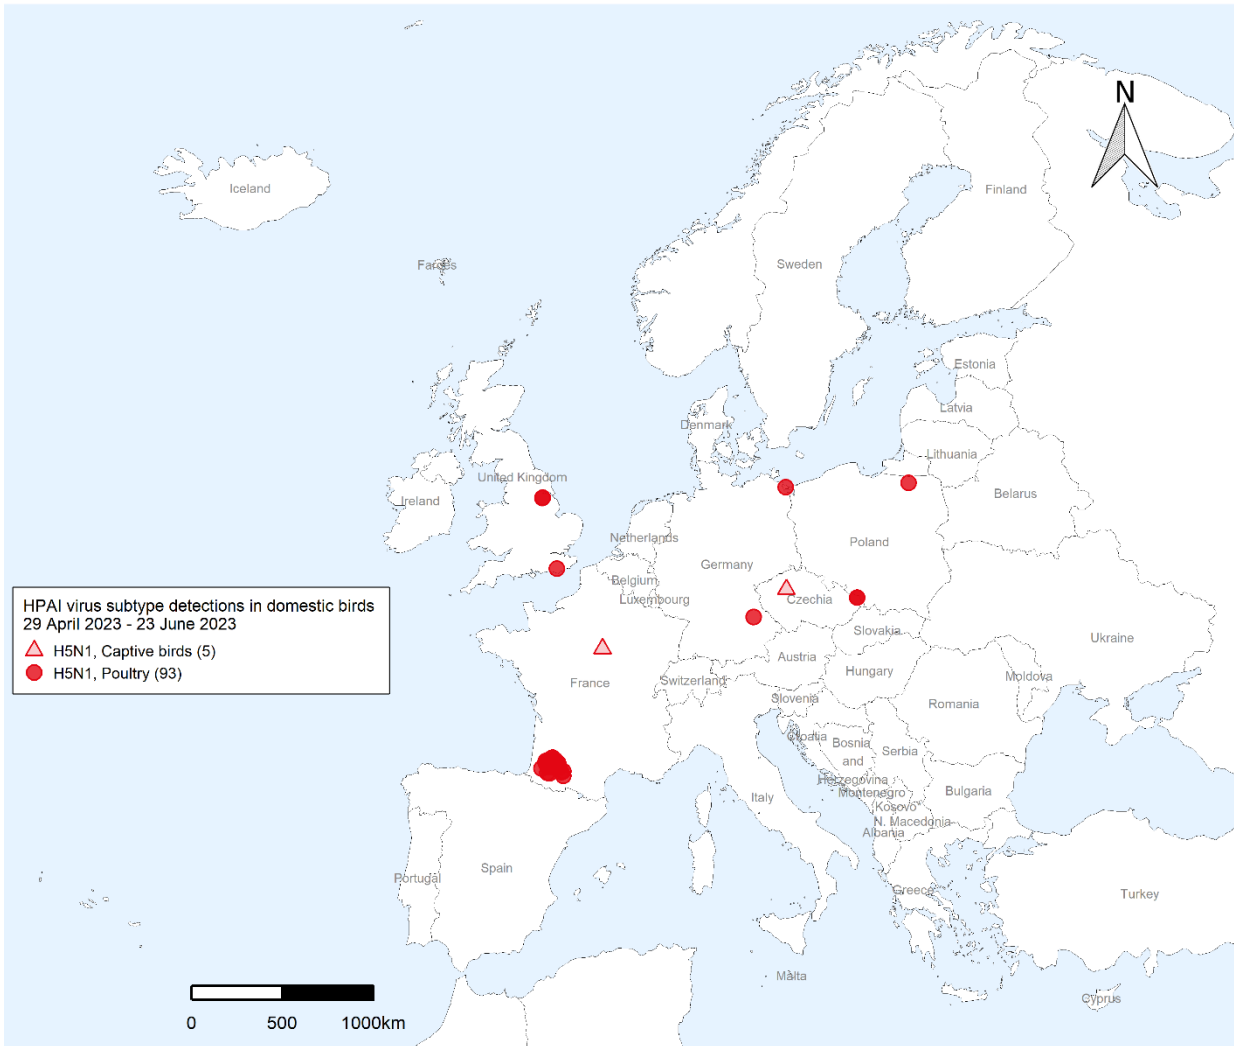 N
Iceland
Finland
Faroes
Sweden
Estonia
Latvia
Denmark
Lithuania
United Kingdom
Ireland
Belarus
Netherlands
Poland
Germany
Belgium
Luxembourg
Czechia
Slovakia
Ukraine
Austria
Hungary
Switzerland
Moldova
France
Slovenia
Romania
Croatia
Bosnia
and
Herzegovina
Serbia
Montenegro
Bulgaria
Italy
Kosovo*
N. Macedonia
Albania
Spain
Portugal
Greece
Turkey
Malta
Cyprus
HPAI virus subtype detections in domestic birds
29 April 2023 - 23 June 2023
H5N1, Captive birds (5)
H5N1, Poultry (93)
0 500 1000km